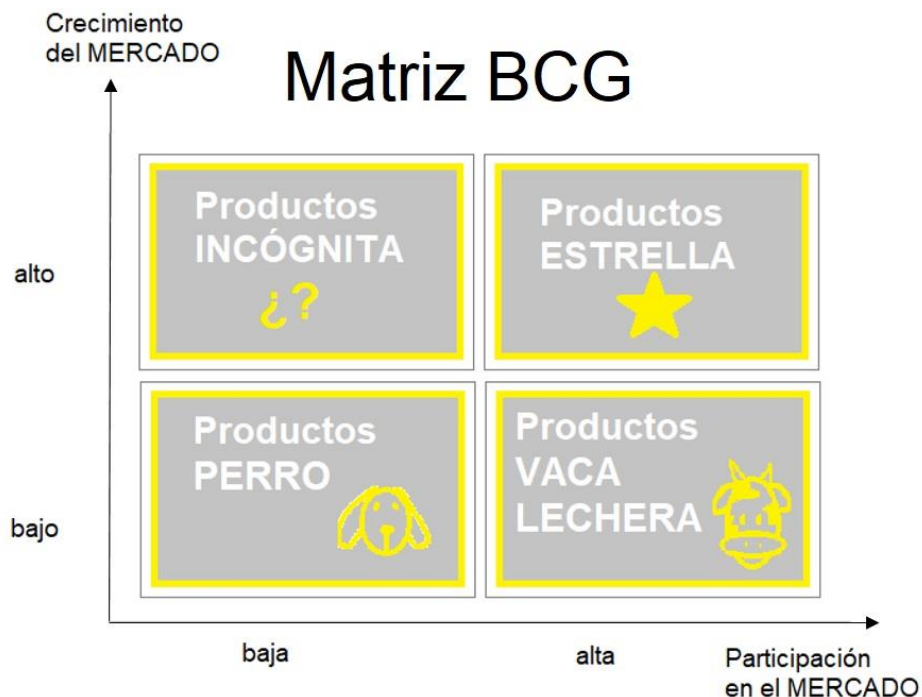 Crecimiento
del MERCADO
Matriz BCG
alto
Productos
INCÓGNITA
¿?
Productos
ESTRELLA
bajo
Productos
PERRO
Productos
VACA
LECHERA
baja
alta
Participación
en el MERCADO